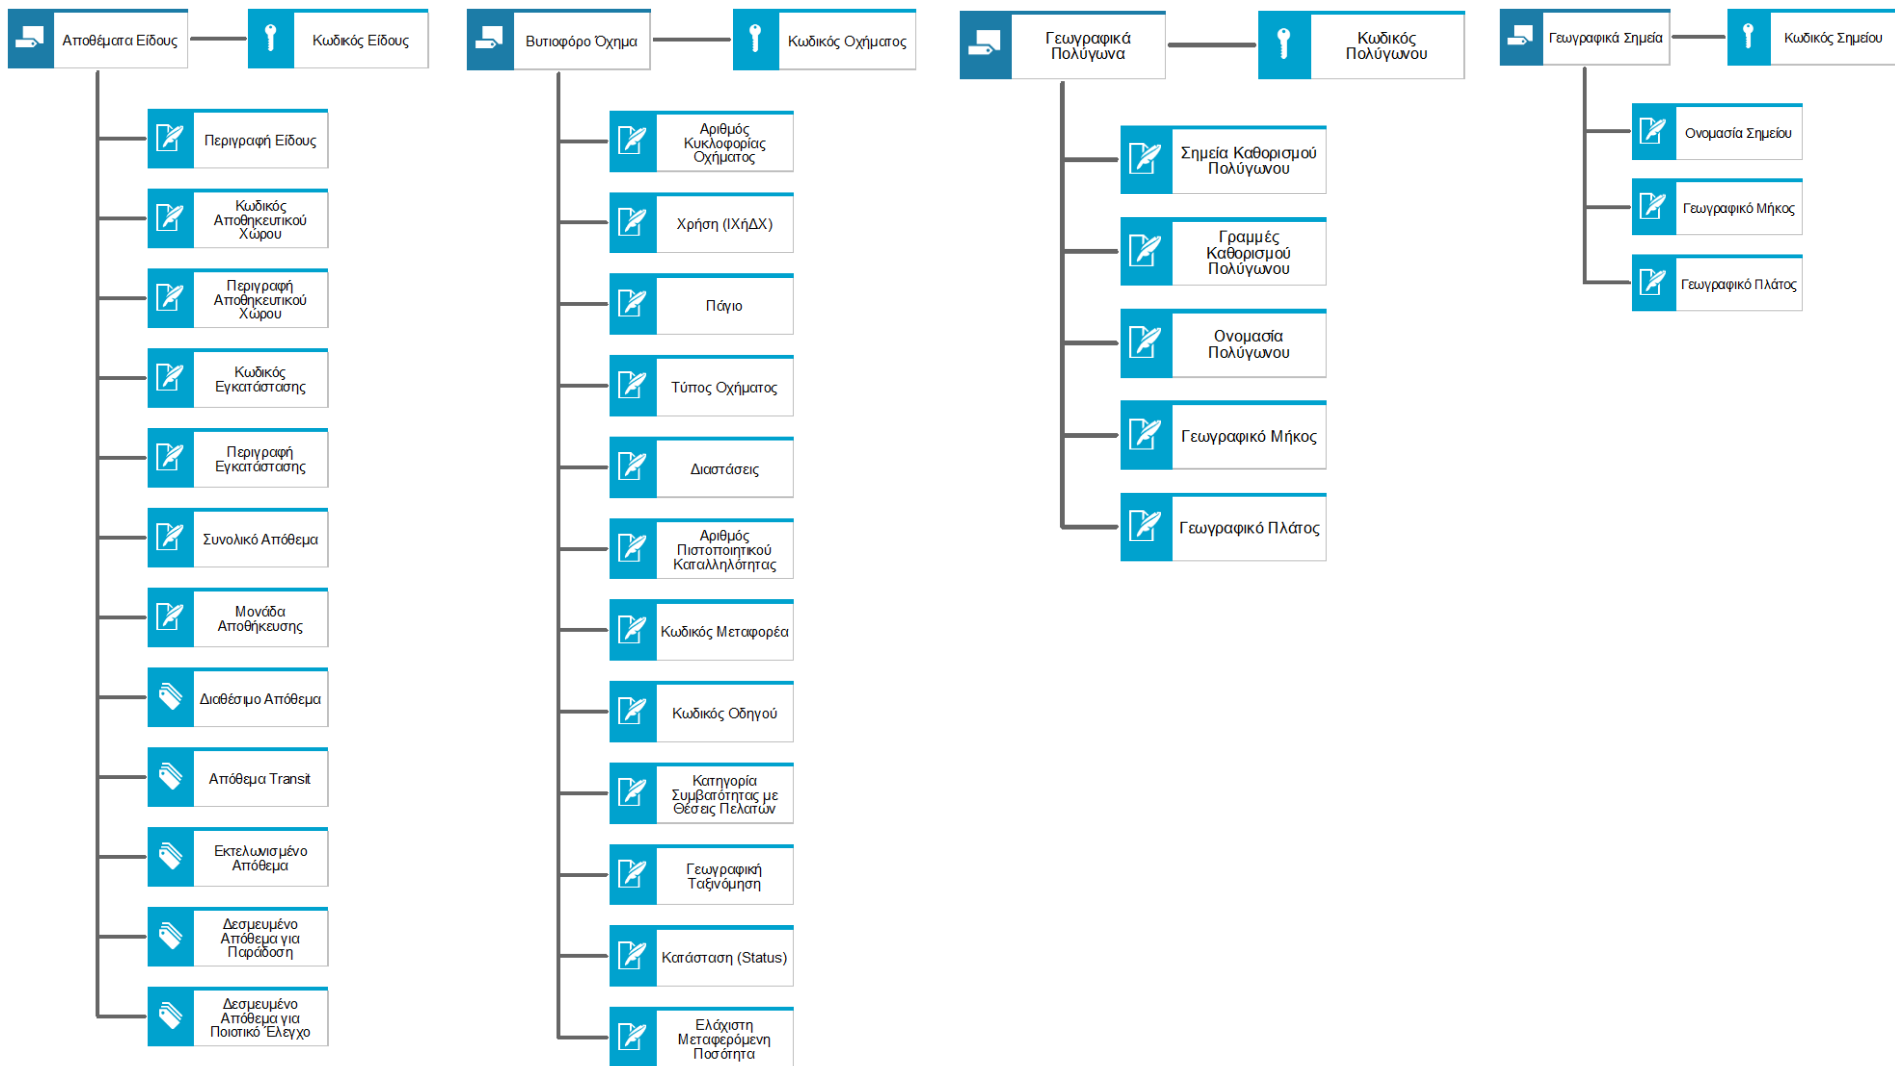 Αποθέματα Είδους
Κωδικός Είδους
Περιγραφή Είδους
Κωδικός
Αποθηκευτικού
Χώρου
Περιγραφή
Αποθηκευτικού
Χώρου
Κωδικός
Εγκατάστασης
Περιγραφή
Εγκατάστασης
Συνολικό Απόθεμα
Μονάδα
Αποθήκευσης
Διαθέσιμο Απόθεμα
Απόθεμα Transit
Εκτελωνισμένο
Απόθεμα
Δεσμευμένο
Απόθεμα για
Παράδοση
Δεσμευμένο
Απόθεμα για
Ποιοτικό Έλεγχο
Βυτιοφόρο Όχημα
Κωδικός Οχήματος
Αριθμός
Κυκλοφορίας
Οχήματος
Χρήση (ΙΧήΔΧ)
Πάγιο
Τύπος Οχήματος
Διαστάσεις
Αριθμός
Πιστοποιητικού
Καταλληλότητας
Κωδικός Μεταφορέα
Κωδικός Οδηγού
Κατηγορία
Συμβατότητας με
Θέσεις Πελατών
Γεωγραφική
Ταξινόμηση
Κατάσταση (Status)
Ελάχιστη
Μεταφερόμενη
Ποσότητα
Γεωγραφικά
Πολύγωνα
Κωδικός
Πολύγωνου
Σημεία Καθορισμού
Πολύγωνου
Γραμμές
Καθορισμού
Πολύγωνου
Ονομασία
Πολύγωνου
Γεωγραφικό Μήκος
Γεωγραφικό Πλάτος
Γεωγραφικά Σημεία
Κωδικός Σημείου
Ονομασία Σημείου
Γεωγραφικό Μήκος
Γεωγραφικό Πλάτος